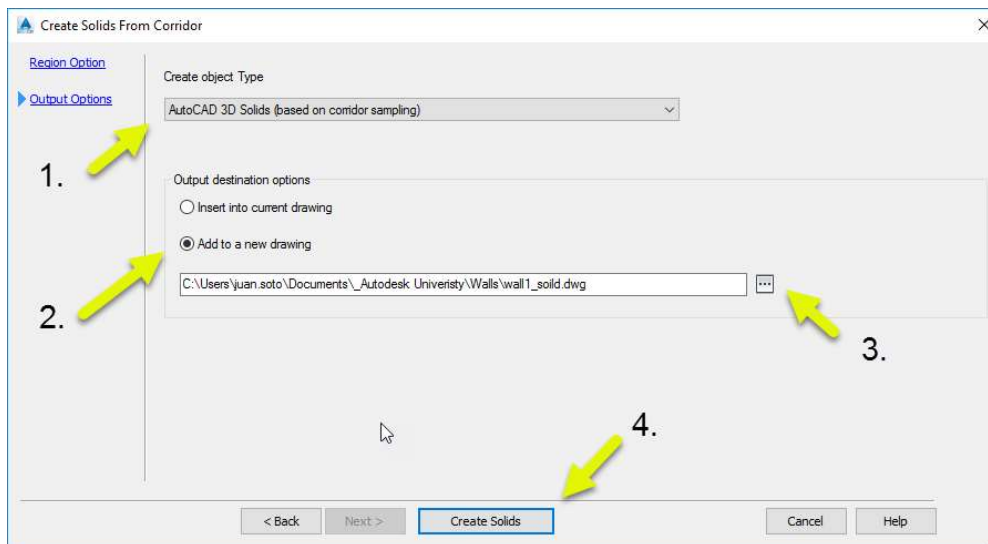 Create Solids From Corridor
Region Option
Output Options
Create object Type
AutoCAD 3D Solids (based on corridor sampling)
1.
Output destination options
Insert into current drawing
Add to a new drawing
C:\Users\juan.soto\Documents\_Autodesk Univeristy\Walls\wall1_soild.dwg
...
2.
3.
4.
< Back
Next >
Create Solids
Cancel
Help